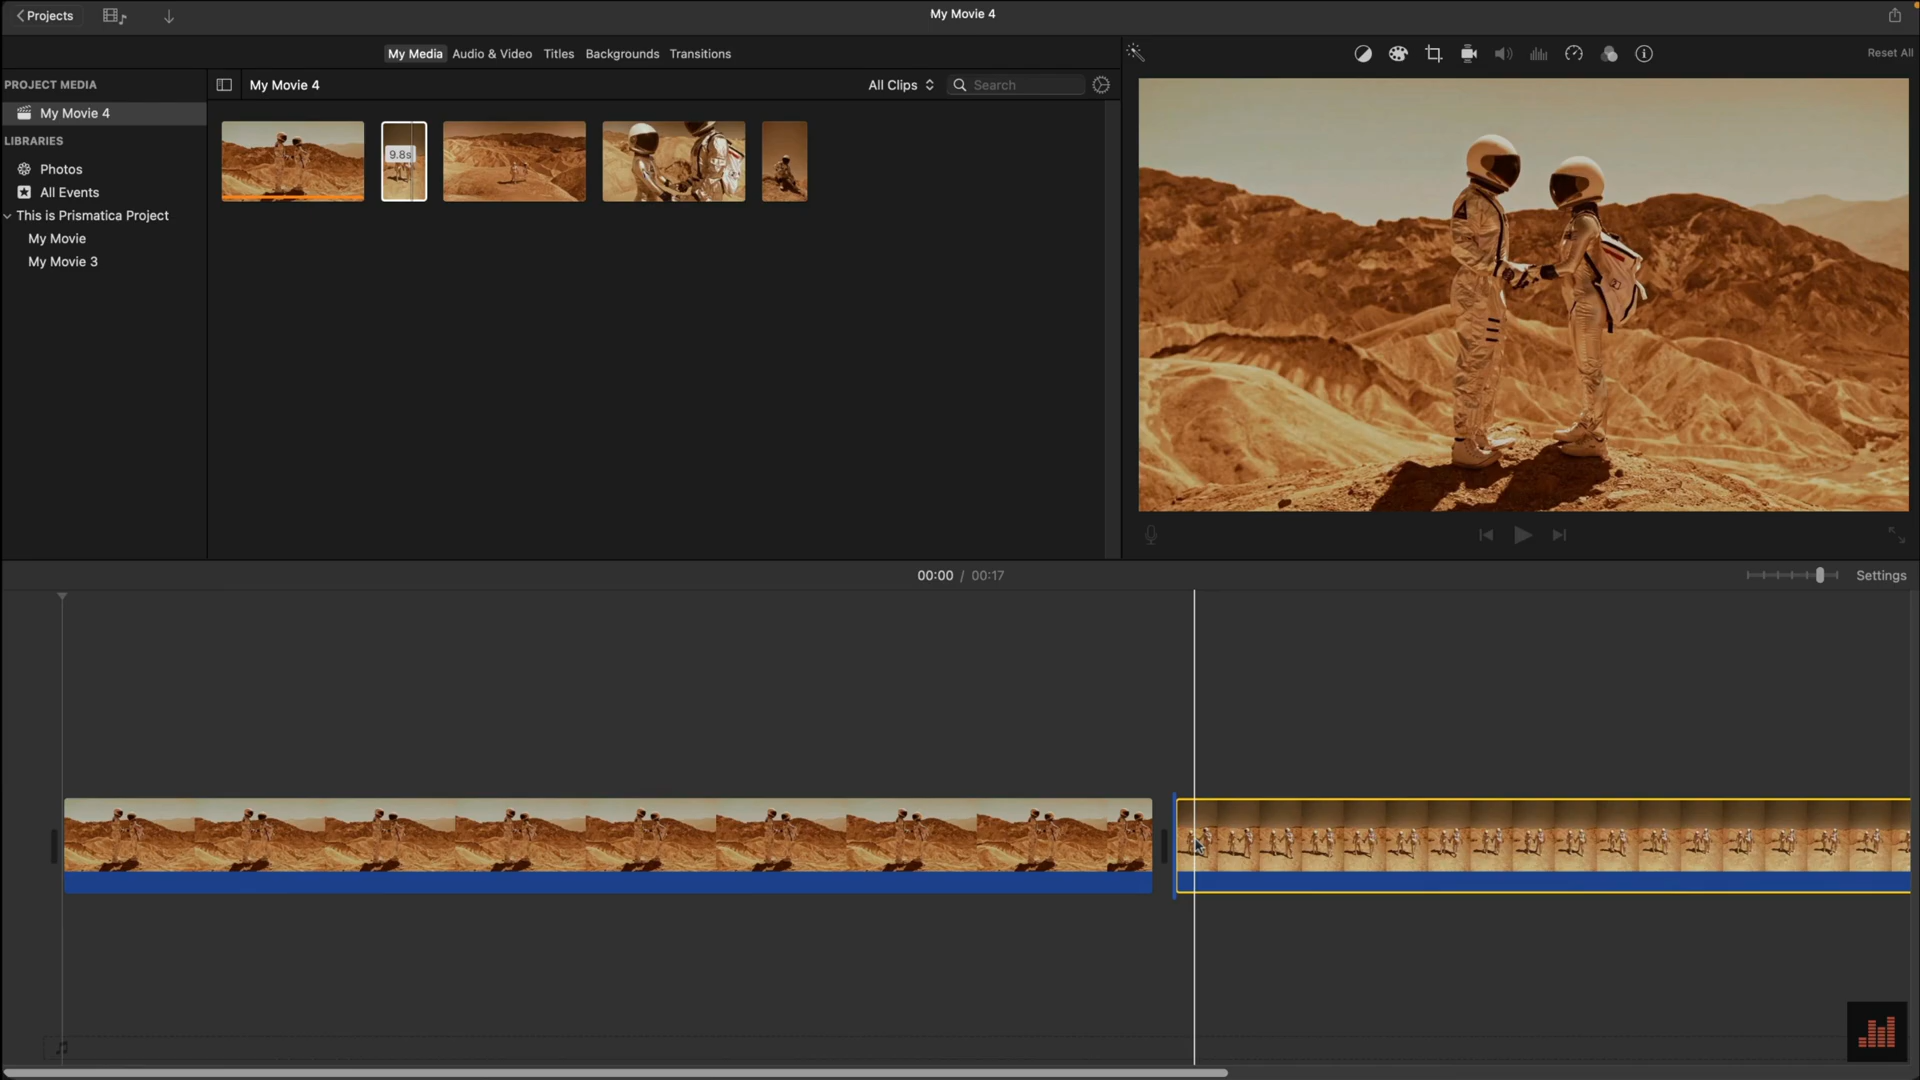 Projects
My Movie 4
My Media Audio & Video Titles Backgrounds Transitions
Reset All
PROJECT MEDIA
My Movie 4
LIBRARIES
Photos
All Events
This is Prismatica Project
My Movie
My Movie 3
My Movie 4
All Clips
Search
9.8s
00:00 / 00:17
Settings